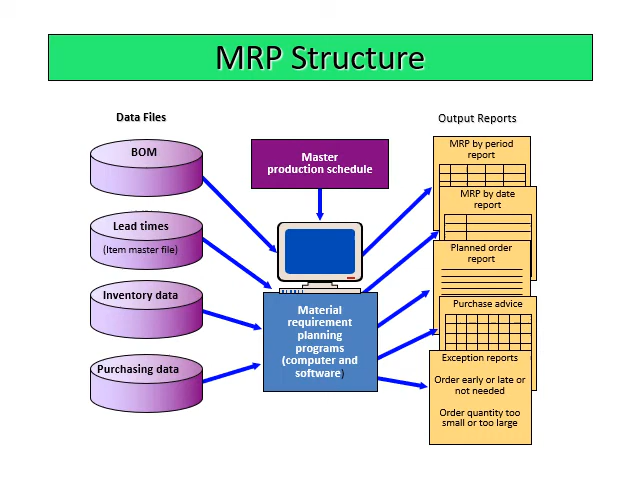 MRP Structure
Data Files
BOM
Lead times
(Item master file)
Inventory data
Purchasing data
Master
production schedule
Material
requirement
planning
programs
(computer and
software)
Output Reports
MRP by period
report
MRP by date
report
Planned order
report
Purchase advice
Exception reports
Order early or late or
not needed
Order quantity too
small or too large